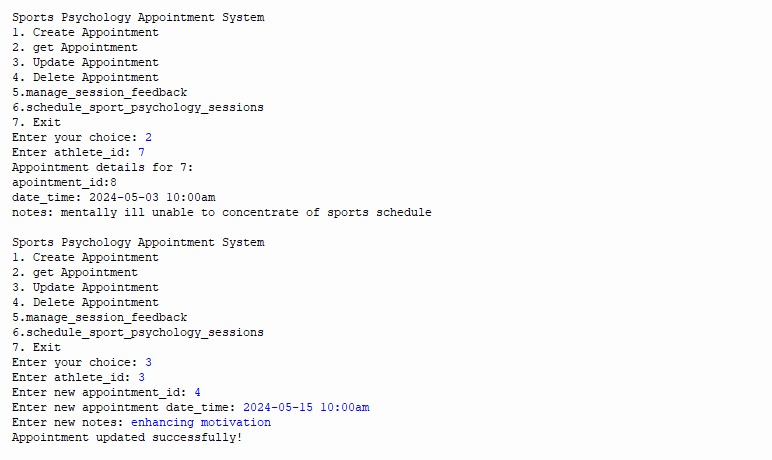 Sports Psychology Appointment System
1. Create Appointment
2. get Appointment
3. Update Appointment
4. Delete Appointment
5.manage_session_feedback
6.schedule_sport_psychology_sessions
7. Exit
Enter your choice: 2
Enter athlete_id: 7
Appointment details for 7:
apointment_id:8
date_time: 2024-05-03 10:00am
notes: mentally ill unable to concentrate of sports schedule
Sports Psychology Appointment System
1. Create Appointment
2. get Appointment
3. Update Appointment
4. Delete Appointment
5.manage_session_feedback
6.schedule_sport_psychology_sessions
7. Exit
Enter your choice: 3
Enter athlete_id: 3
Enter new appointment_id: 4
Enter new appointment date_time: 2024-05-15 10:00am
Enter new notes: enhancing motivation
Appointment updated successfully!